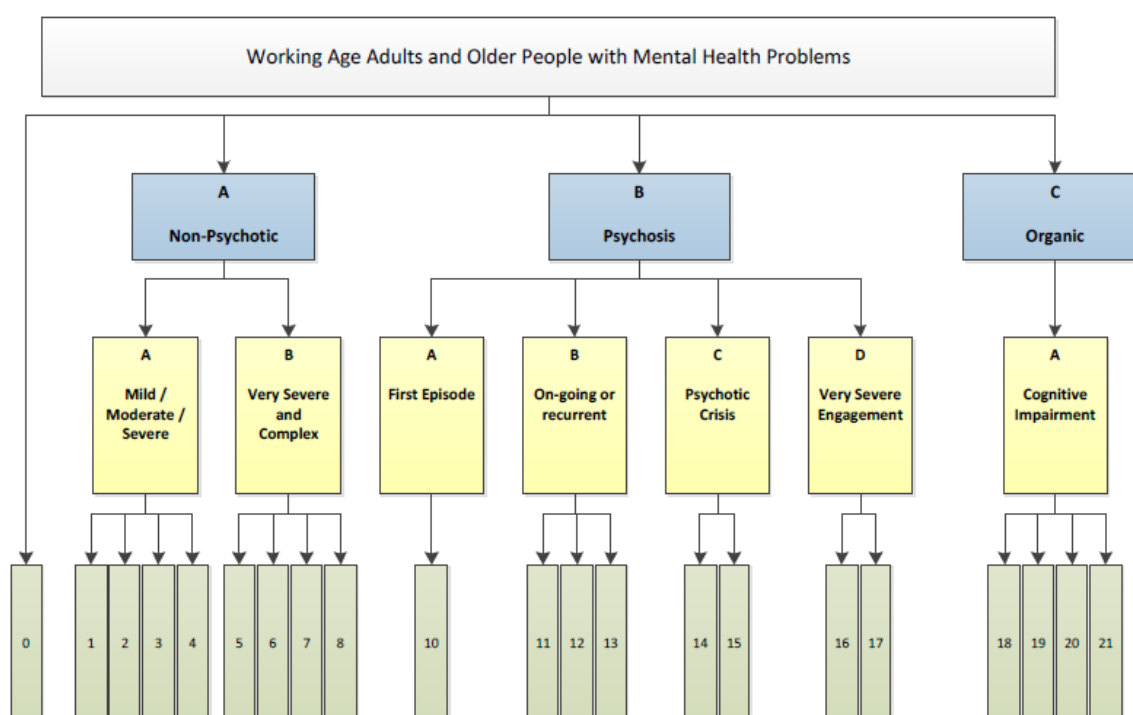 Working Age Adults and Older People with Mental Health Problems
A
Non-Psychotic
B
Psychosis
C
Organic
A
Mild /
Moderate /
Severe
B
Very Severe
and
Complex
A
First Episode
B
On-going or
recurrent
C
Psychotic
Crisis
D
Very Severe
Engagement
A
Cognitive
Impairment
0
1
2
3
4
5
6
7
8
10
11
12
13
14
15
16
17
18
19
20
21